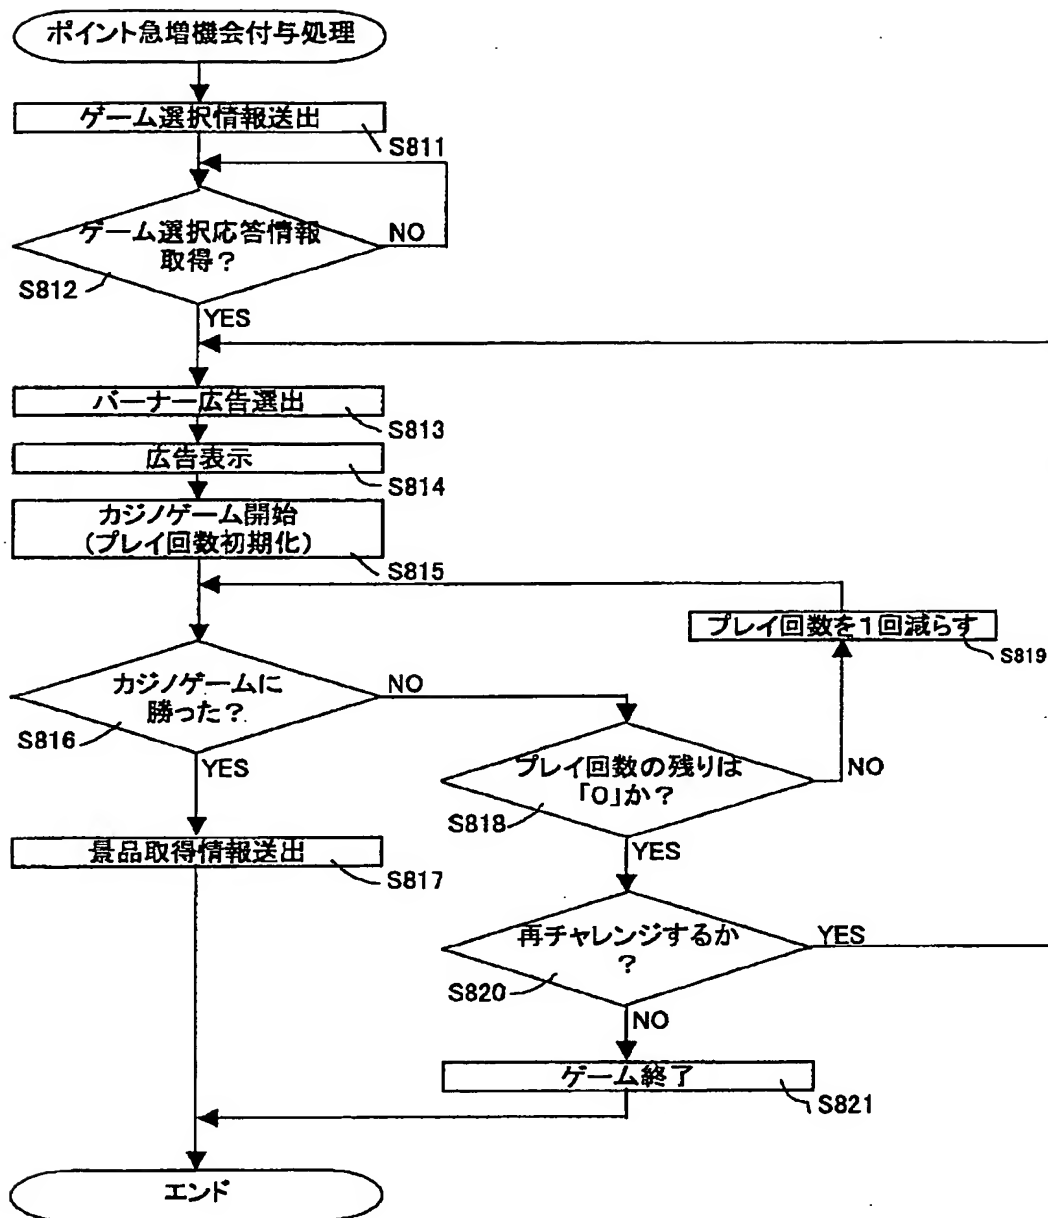 ポイント急増機会付与処理
ゲーム選択情報送出
S811
ゲーム選択応答情報
取得？
NO
S812
YES
バーナー広告選出
S813
広告表示
S814
カジノゲーム開始
(プレイ回数初期化)
S815
プレイ回数を1回減らす
S819
カジノゲームに
勝った？
NO
S816
YES
プレイ回数の残りは
「0」か？
NO
S818
YES
景品取得情報送出
S817
再チャレンジするか
？
YES
S820
NO
ゲーム終了
S821
エンド